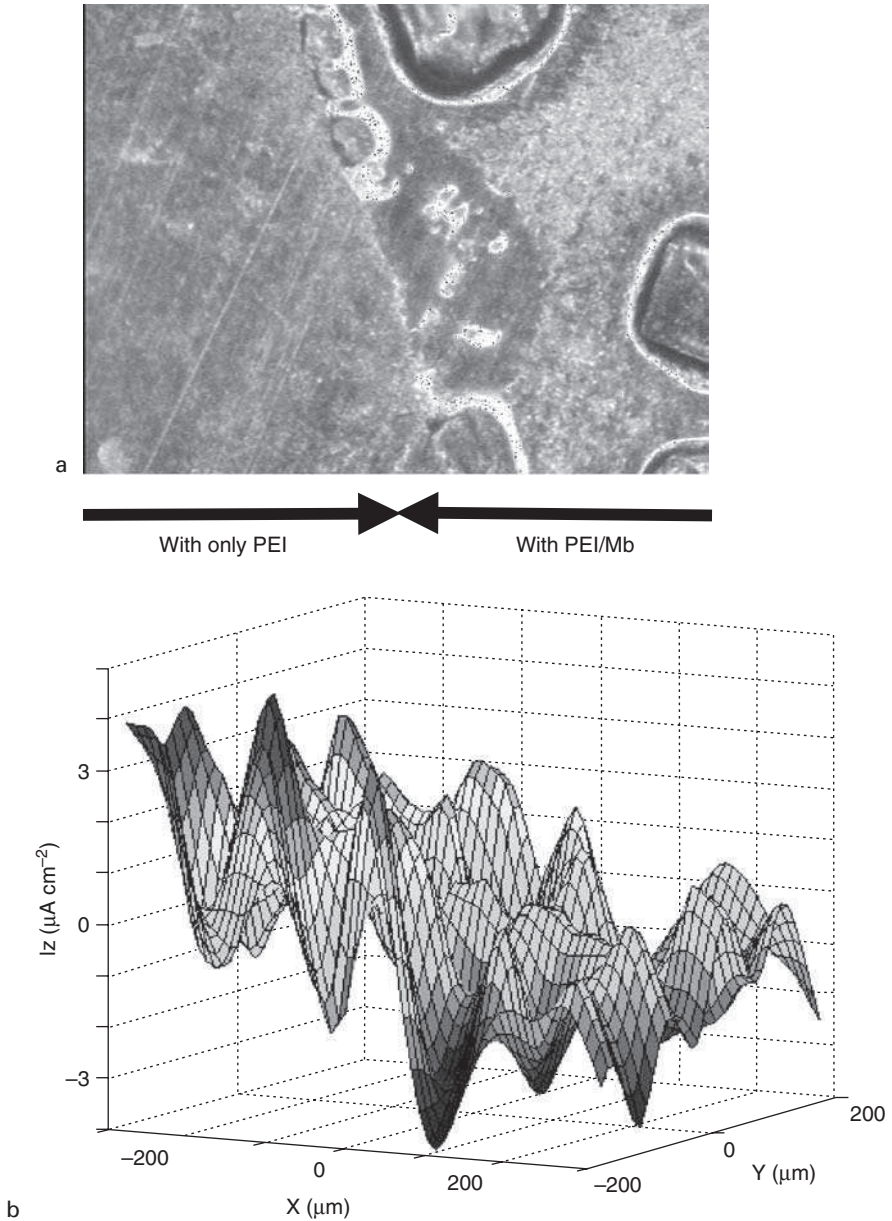 a
With only PEI
With PEI/Mb
3
0
−3
Iz (μA cm−2)
−200
0
200
X (μm)
−200
0
200
Y (μm)
b